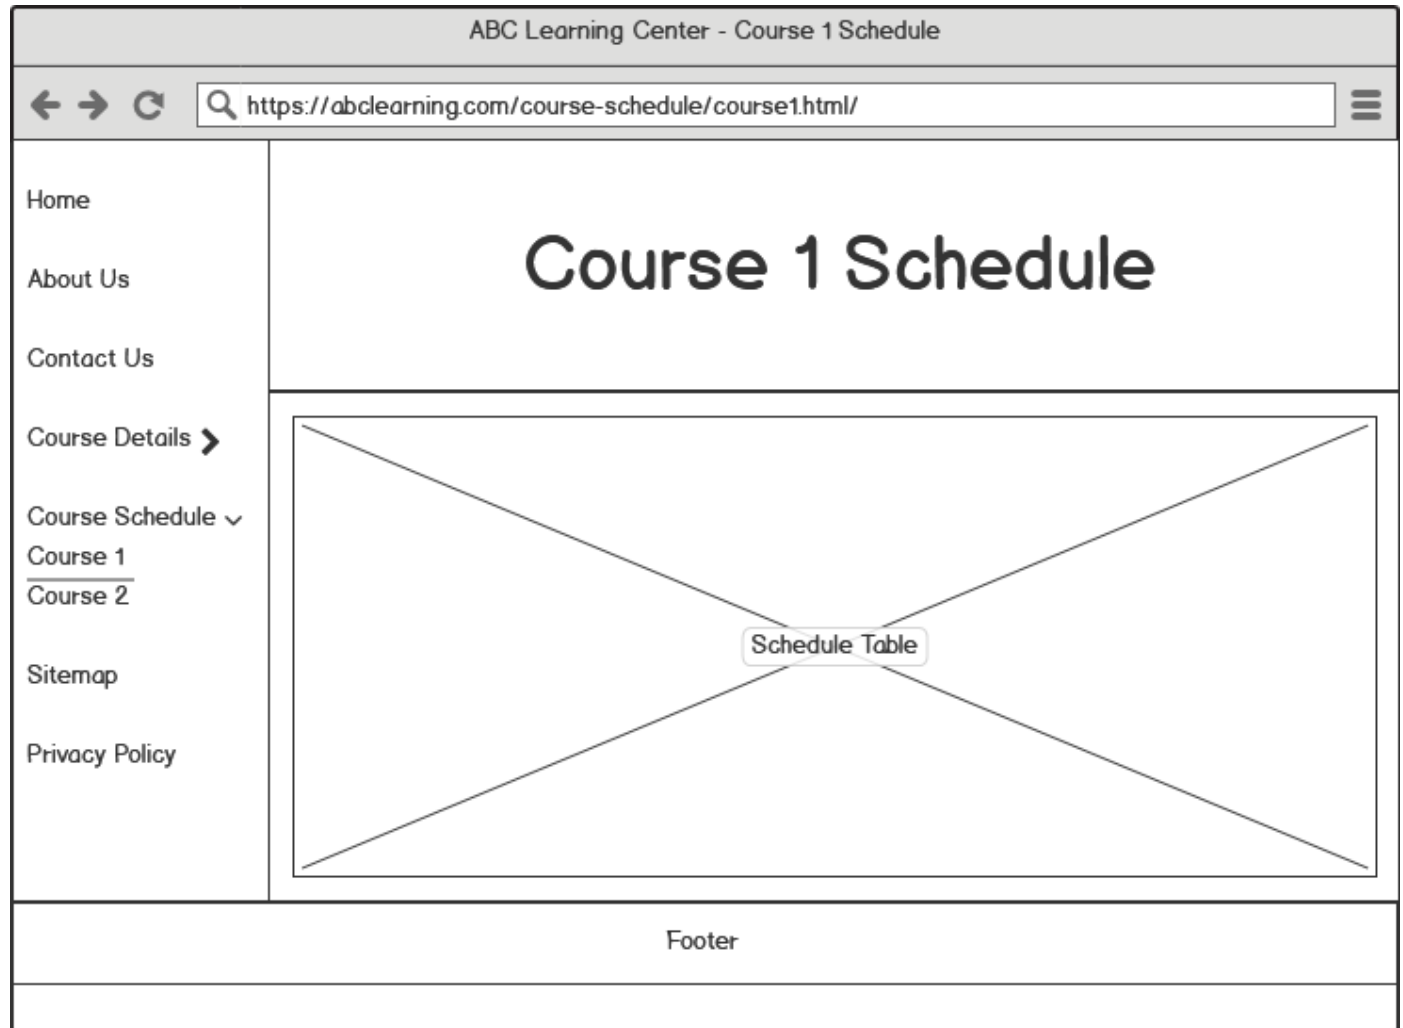 ABC Learning Center - Course 1 Schedule
https://abclearning.com/course-schedule/course1.html/
Home
About Us
Contact Us
Course Details
Course Schedule
Course 1
Course 2
Sitemap
Privacy Policy
Course 1 Schedule
Schedule Table
Footer